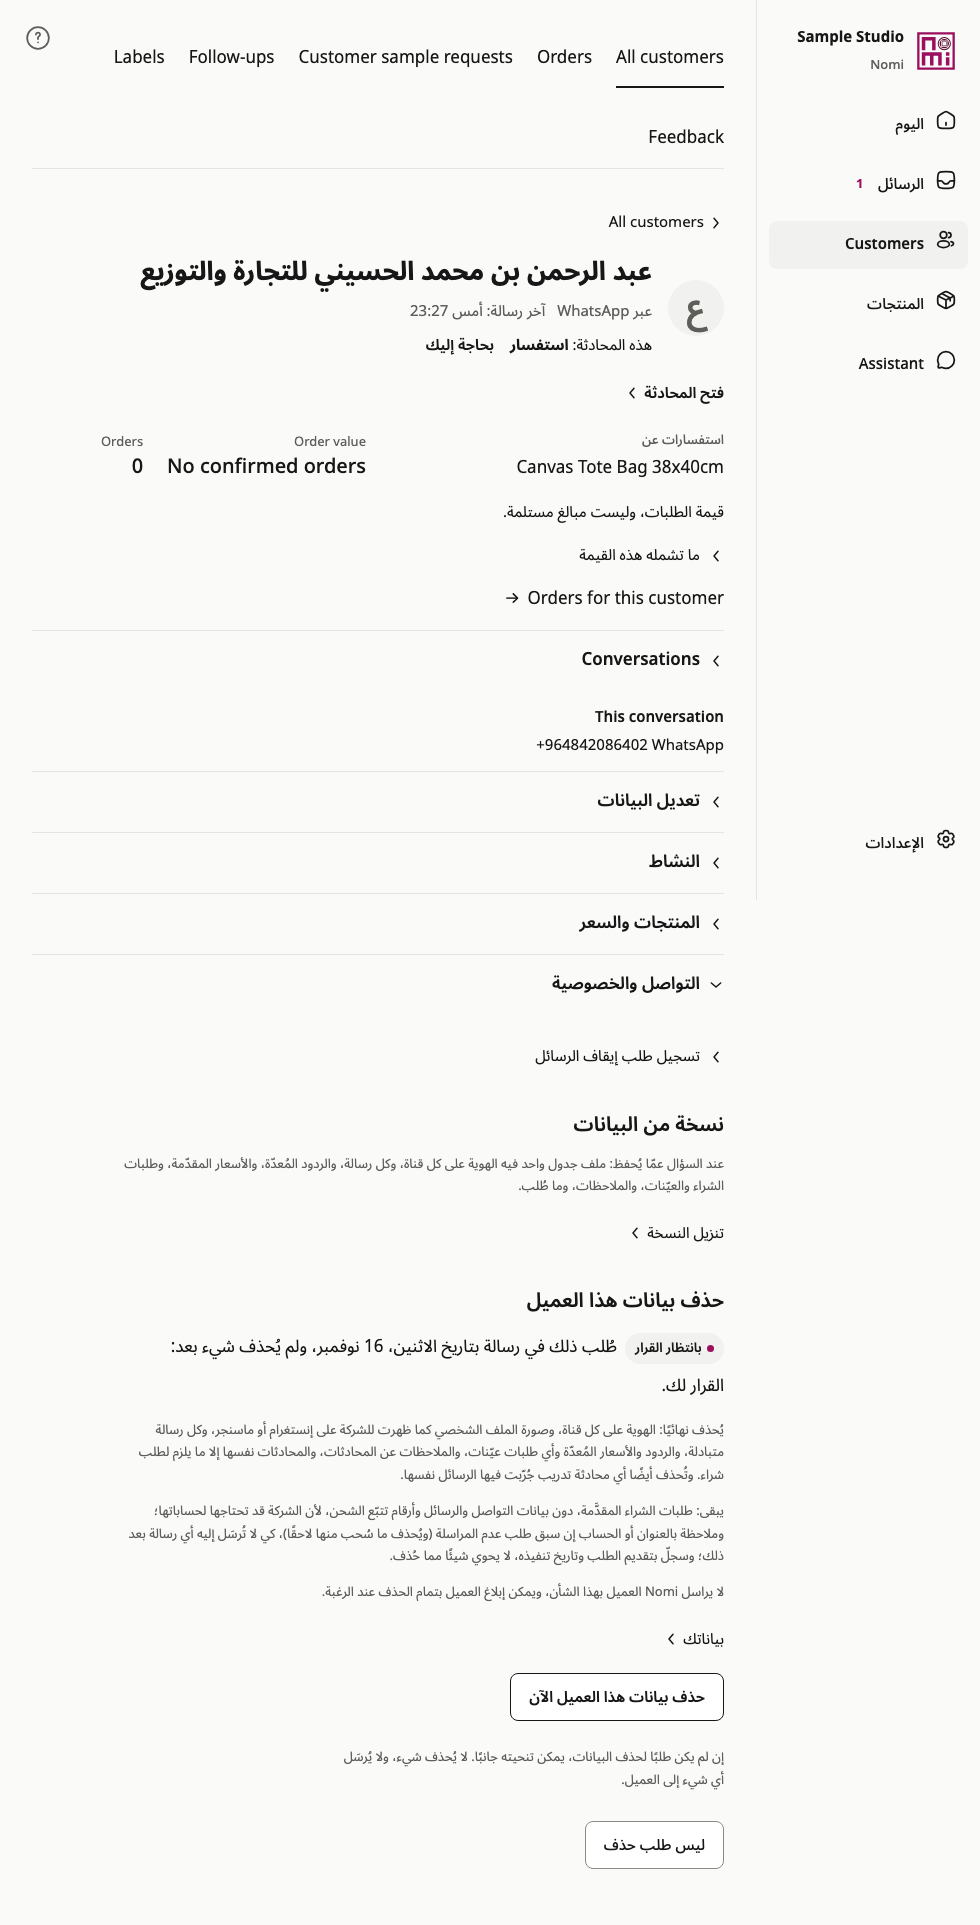 Sample Studio
Nomi
اليوم
الرسائل 1
Customers
المنتجات
Assistant
الإعدادات
All customers Orders Customer sample requests Follow-ups Labels
Feedback
All customers
عبد الرحمن بن محمد الحسيني للتجارة والتوزيع
ع
عبر WhatsApp آخر رسالة: أمس 23:27
هذه المحادثة: استفسار بحاجة إليك
فتح المحادثة
استفسارات عن
Canvas Tote Bag 38x40cm
Order value
No confirmed orders
Orders
0
قيمة الطلبات، وليست مبالغ مستلمة.
ما تشمله هذه القيمة
Orders for this customer →
Conversations
This conversation
+964842086402 WhatsApp
تعديل البيانات
النشاط
المنتجات والسعر
التواصل والخصوصية
تسجيل طلب إيقاف الرسائل
نسخة من البيانات
عند السؤال عمّا يُحفظ: ملف جدول واحد فيه الهوية على كل قناة، وكل رسالة، والردود المُعدّة، والأسعار المقدّمة، وطلبات
الشراء والعيّنات، والملاحظات، وما طُلب.
تنزيل النسخة
حذف بيانات هذا العميل
بانتظار القرار طُلب ذلك في رسالة بتاريخ الاثنين، 16 نوفمبر، ولم يُحذف شيء بعد:
القرار لك.
يُحذف نهائيًا: الهوية على كل قناة، وصورة الملف الشخصي كما ظهرت للشركة على إنستغرام أو ماسنجر، وكل رسالة
متبادلة، والردود والأسعار المُعدّة وأي طلبات عيّنات، والملاحظات عن المحادثات، والمحادثات نفسها إلا ما يلزم لطلب
شراء. وتُحذف أيضًا أي محادثة تدريب جُرّبت فيها الرسائل نفسها.
يبقى: طلبات الشراء المقدَّمة، دون بيانات التواصل والرسائل وأرقام تتبّع الشحن، لأن الشركة قد تحتاجها لحساباتها؛
وملاحظة بالعنوان أو الحساب إن سبق طلب عدم المراسلة (ويُحذف ما سُحب منها لاحقًا)، كي لا تُرسَل إليه أي رسالة بعد
ذلك؛ وسجلّ بتقديم الطلب وتاريخ تنفيذه، لا يحوي شيئًا مما حُذف.
لا يراسل Nomi العميل بهذا الشأن، ويمكن إبلاغ العميل بتمام الحذف عند الرغبة.
بياناتك
حذف بيانات هذا العميل الآن
إن لم يكن طلبًا لحذف البيانات، يمكن تنحيته جانبًا. لا يُحذف شيء، ولا يُرسَل
أي شيء إلى العميل.
ليس طلب حذف